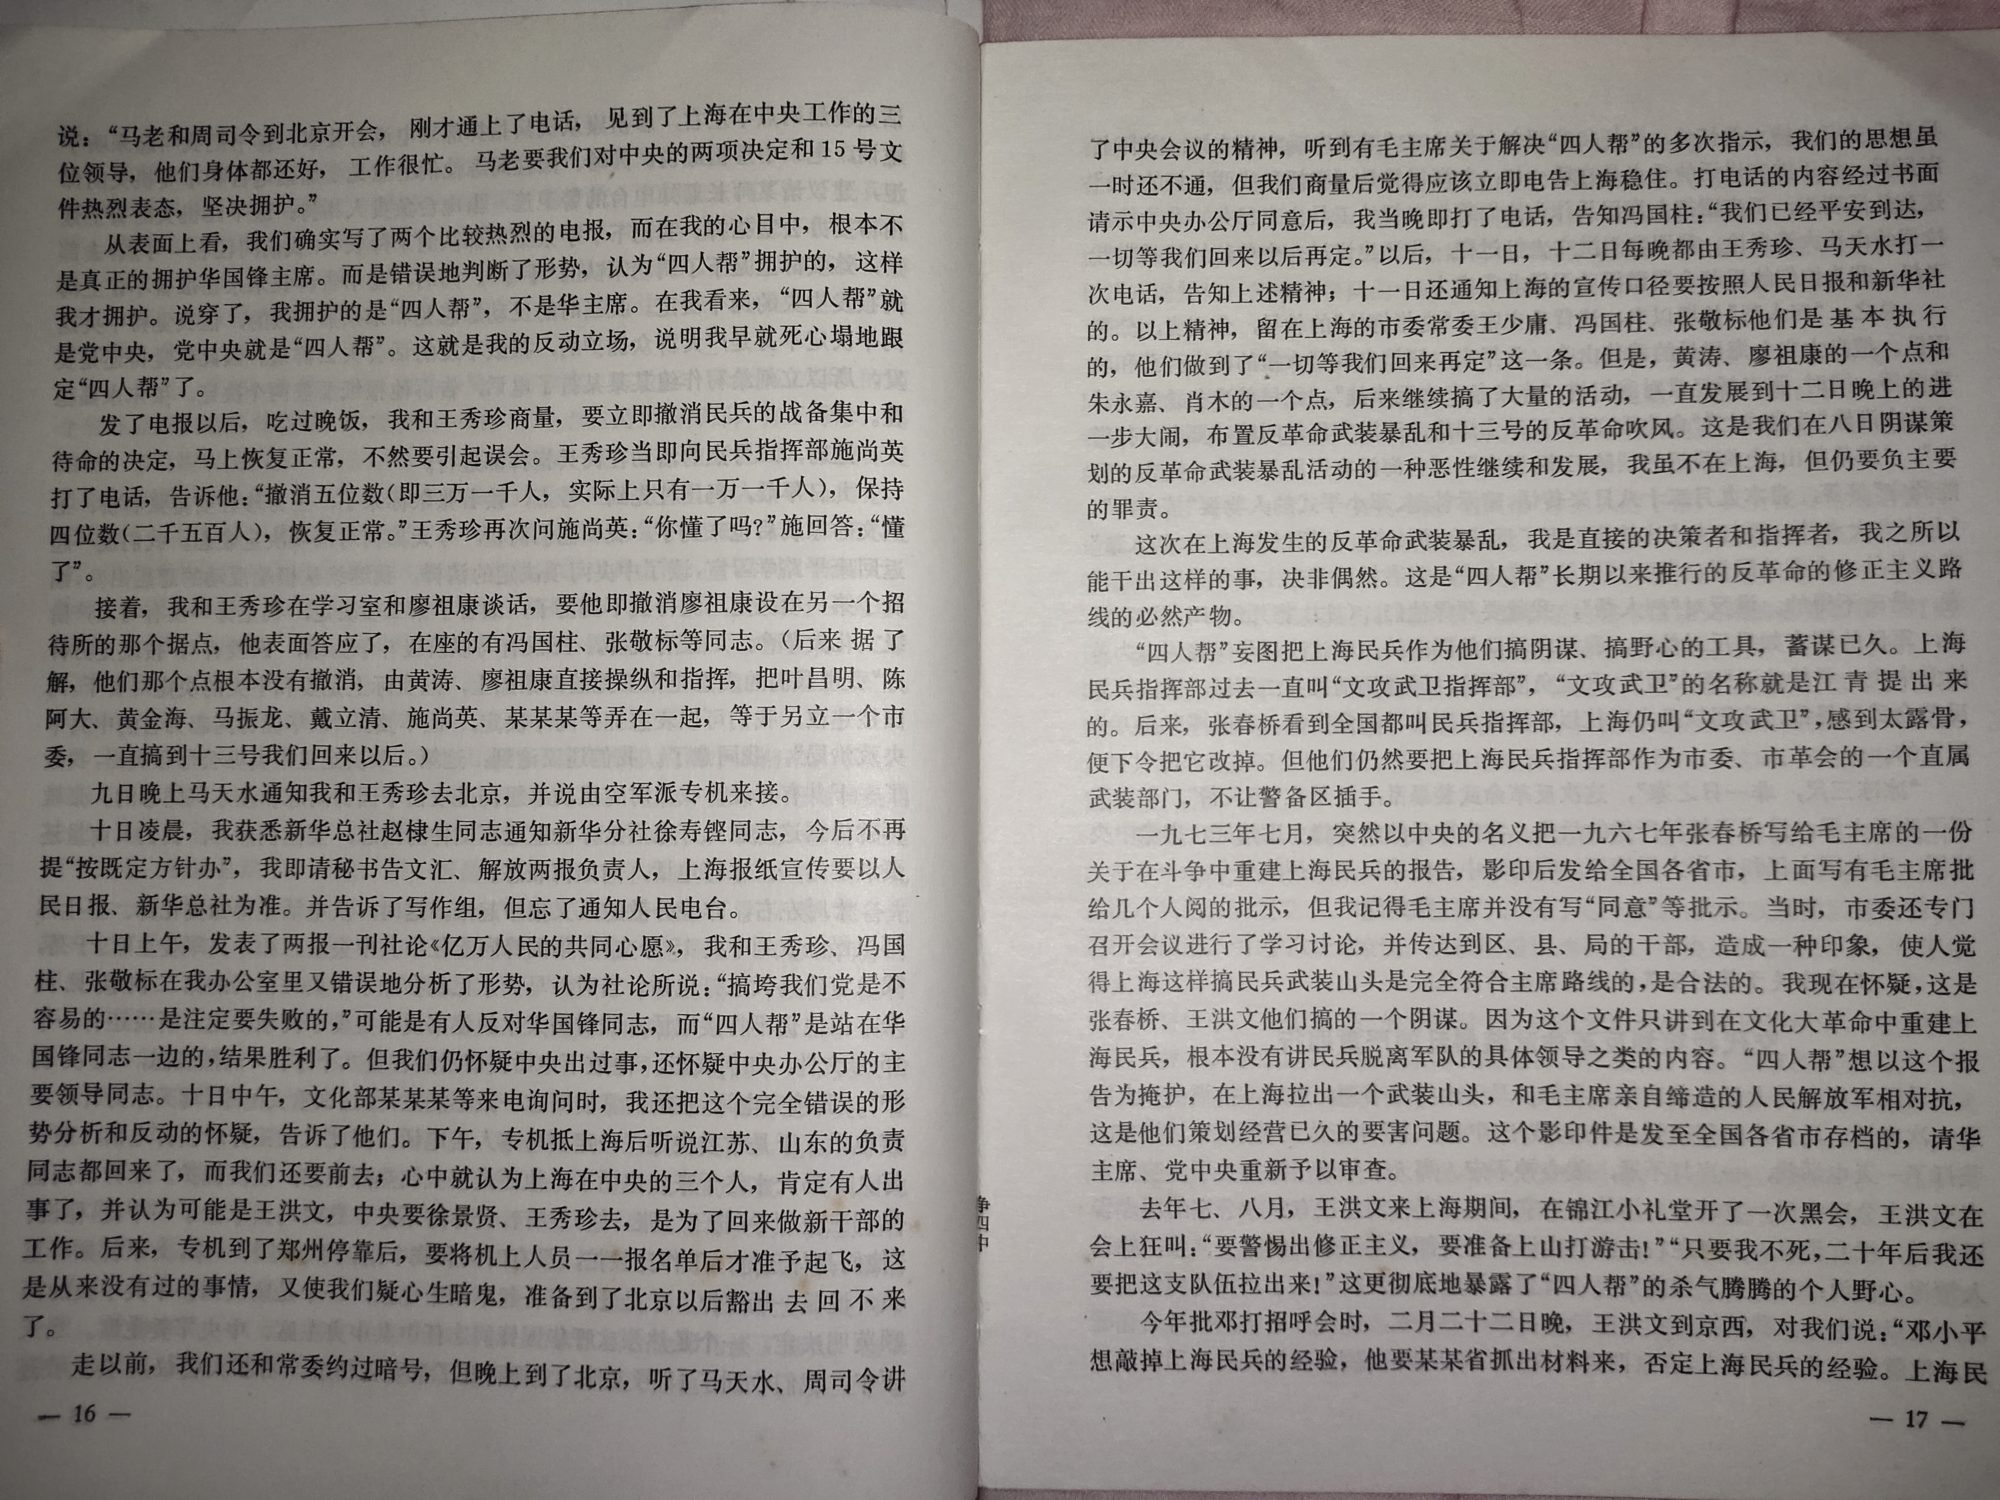 说：“马老和周司令到北京开会，刚才通上了电话，见到了上海在中央工作的三
位领导，他们身体都还好，工作很忙。马老要我们对中央的两项决定和15号文
件热烈表态，坚决拥护。”
从表面上看，我们确实写了两个比较热烈的电报，而在我的心目中，根本不
是真正的拥护华国锋主席。而是错误地判断了形势，认为“四人帮”拥护的，这样
我才拥护。说穿了，我拥护的是“四人帮”，不是华主席。在我看来，“四人帮”就
是党中央，党中央就是“四人帮”。这就是我的反动立场，说明我早就死心塌地跟
定“四人帮”了。
发了电报以后，吃过晚饭，我和王秀珍商量，要立即撤消民兵的战备集中和
待命的决定，马上恢复正常，不然要引起误会。王秀珍当即向民兵指挥部施尚英
打了电话，告诉他：“撤消五位数（即三万一千人，实际上只有一万一千人），保持
四位数（二千五百人），恢复正常。”王秀珍再次问施尚英：“你懂了吗？”施回答：“懂
了”。
接着，我和王秀珍在学习室和廖祖康谈话，要他即撤消廖祖康设在另一个招
待所的那个据点，他表面答应了，在座的有冯国柱、张敬标等同志。（后来据了
解，他们那个点根本没有撤消，由黄涛、廖祖康直接操纵和指挥，把叶昌明、陈
阿大、黄金海、马振龙、戴立清、施尚英、某某某等弄在一起，等于另立一个市
委，一直搞到十三号我们回来以后。）
九日晚上马天水通知我和王秀珍去北京，并说由空军派专机来接。
十日凌晨，我获悉新华总社赵棣生同志通知新华分社徐寿铿同志，今后不再
提“按既定方针办”，我即请秘书告文汇、解放两报负责人，上海报纸宣传要以人
民日报、新华总社为准。并告诉了写作组，但忘了通知人民电台。
十日上午，发表了两报一刊社论《亿万人民的共同心愿》，我和王秀珍、冯国
柱、张敬标在我办公室里又错误地分析了形势，认为社论所说：“搞垮我们党是不
容易的……是注定要失败的，”可能是有人反对华国锋同志，而“四人帮”是站在华
国锋同志一边的，结果胜利了。但我们仍怀疑中央出过事，还怀疑中央办公厅的主
要领导同志。十日中午，文化部某某某等来电询问时，我还把这个完全错误的形
势分析和反动的怀疑，告诉了他们。下午，专机抵上海后听说江苏、山东的负责
同志都回来了，而我们还要前去；心中就认为上海在中央的三个人，肯定有人出
事了，并认为可能是王洪文，中央要徐景贤、王秀珍去，是为了回来做新干部的
工作。后来，专机到了郑州停靠后，要将机上人员一一报名单后才准予起飞，这
是从来没有过的事情，又使我们疑心生暗鬼，准备到了北京以后豁出去回不来
了。
走以前，我们还和常委约过暗号，但晚上到了北京，听了马天水、周司令讲
— 16 —
了中央会议的精神，听到有毛主席关于解决“四人帮”的多次指示，我们的思想虽
一时还不通，但我们商量后觉得应该立即电告上海稳住。打电话的内容经过书面
请示中央办公厅同意后，我当晚即打了电话，告知冯国柱：“我们已经平安到达，
一切等我们回来以后再定。”以后，十一日，十二日每晚都由王秀珍、马天水打一
次电话，告知上述精神；十一日还通知上海的宣传口径要按照人民日报和新华社
的。以上精神，留在上海的市委常委王少庸、冯国柱、张敬标他们是基本执行
的，他们做到了“一切等我们回来再定”这一条。但是，黄涛、廖祖康的一个点和
朱永嘉、肖木的一个点，后来继续搞了大量的活动，一直发展到十二日晚上的进
一步大闹，布置反革命武装暴乱和十三号的反革命吹风。这是我们在八日阴谋策
划的反革命武装暴乱活动的一种恶性继续和发展，我虽不在上海，但仍要负主要
的罪责。
这次在上海发生的反革命武装暴乱，我是直接的决策者和指挥者，我之所以
能干出这样的事，决非偶然。这是“四人帮”长期以来推行的反革命的修正主义路
线的必然产物。
“四人帮”妄图把上海民兵作为他们搞阴谋、搞野心的工具，蓄谋已久。上海
民兵指挥部过去一直叫“文攻武卫指挥部”，“文攻武卫”的名称就是江青提出来
的。后来，张春桥看到全国都叫民兵指挥部，上海仍叫“文攻武卫”，感到太露骨，
便下令把它改掉。但他们仍然要把上海民兵指挥部作为市委、市革会的一个直属
武装部门，不让警备区插手。
一九七三年七月，突然以中央的名义把一九六七年张春桥写给毛主席的一份
关于在斗争中重建上海民兵的报告，影印后发给全国各省市，上面写有毛主席批
给几个人阅的批示，但我记得毛主席并没有写“同意”等批示。当时，市委还专门
召开会议进行了学习讨论，并传达到区、县、局的干部，造成一种印象，使人觉
得上海这样搞民兵武装山头是完全符合主席路线的，是合法的。我现在怀疑，这是
张春桥、王洪文他们搞的一个阴谋。因为这个文件只讲到在文化大革命中重建上
海民兵，根本没有讲民兵脱离军队的具体领导之类的内容。“四人帮”想以这个报
告为掩护，在上海拉出一个武装山头，和毛主席亲自缔造的人民解放军相对抗，
这是他们策划经营已久的要害问题。这个影印件是发至全国各省市存档的，请华
主席、党中央重新予以审查。
去年七、八月，王洪文来上海期间，在锦江小礼堂开了一次黑会，王洪文在
会上狂叫：“要警惕出修正主义，要准备上山打游击！”“只要我不死，二十年后我还
要把这支队伍拉出来！”这更彻底地暴露了“四人帮”的杀气腾腾的个人野心。
今年批邓打招呼会时，二月二十二日晚，王洪文到京西，对我们说：“邓小平
想敲掉上海民兵的经验，他要某某省抓出材料来，否定上海民兵的经验。上海民
— 17 —